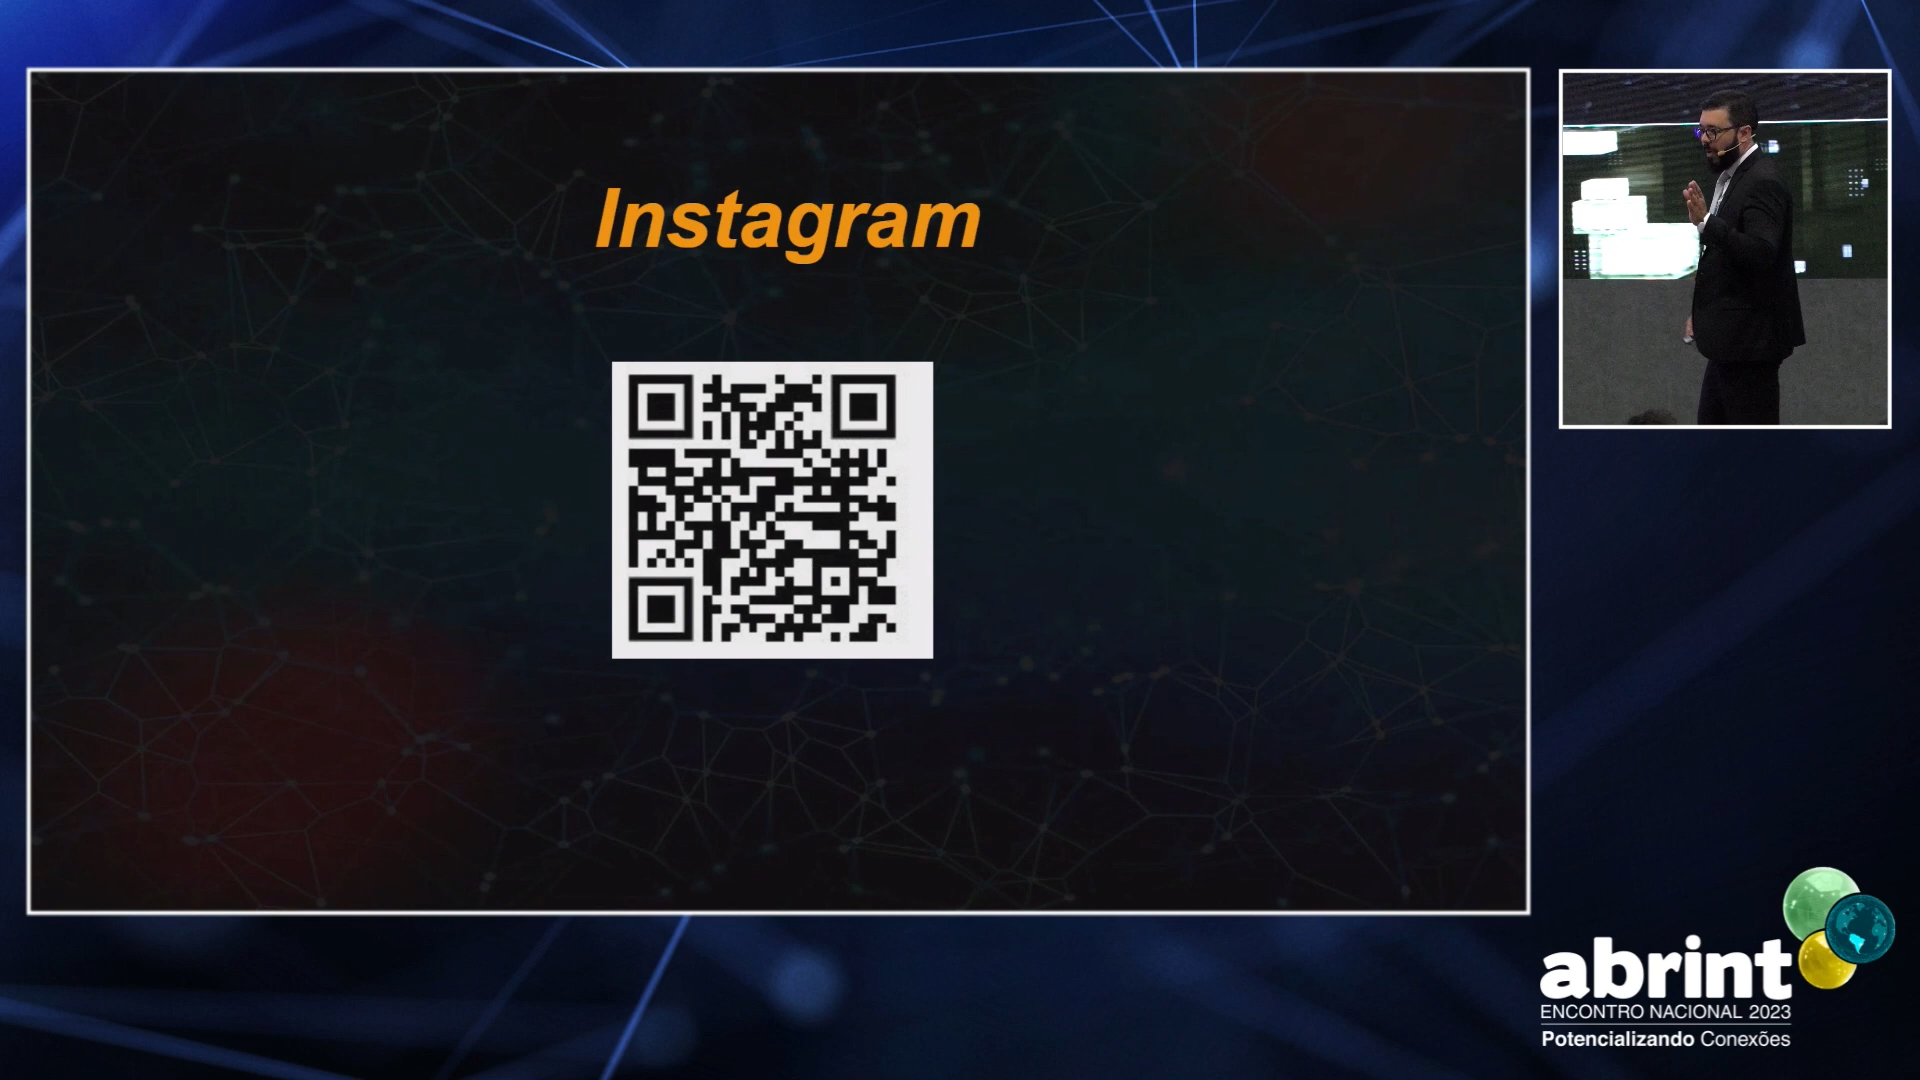 Instagram
abrint
ENCONTRO NACIONAL 2023
Potencializando Conexões